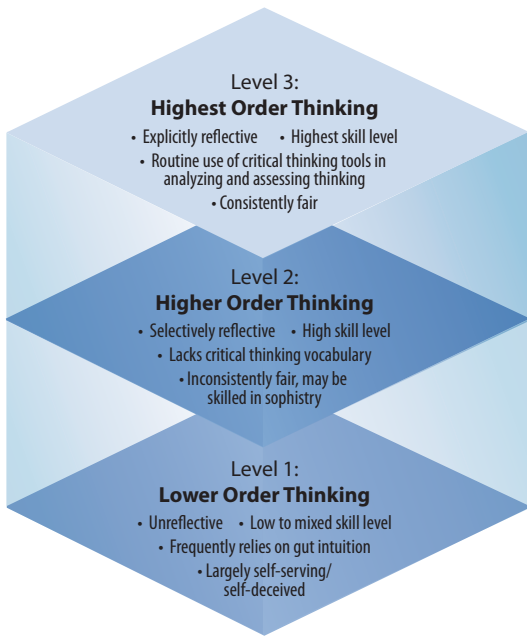 Level 3:
Highest Order Thinking
• Explicitly reflective • Highest skill level
• Routine use of critical thinking tools in
analyzing and assessing thinking
• Consistently fair
Level 2:
Higher Order Thinking
• Selectively reflective • High skill level
• Lacks critical thinking vocabulary
• Inconsistently fair, may be
skilled in sophistry
Level 1:
Lower Order Thinking
• Unreflective • Low to mixed skill level
• Frequently relies on gut intuition
• Largely self-serving/
self-deceived